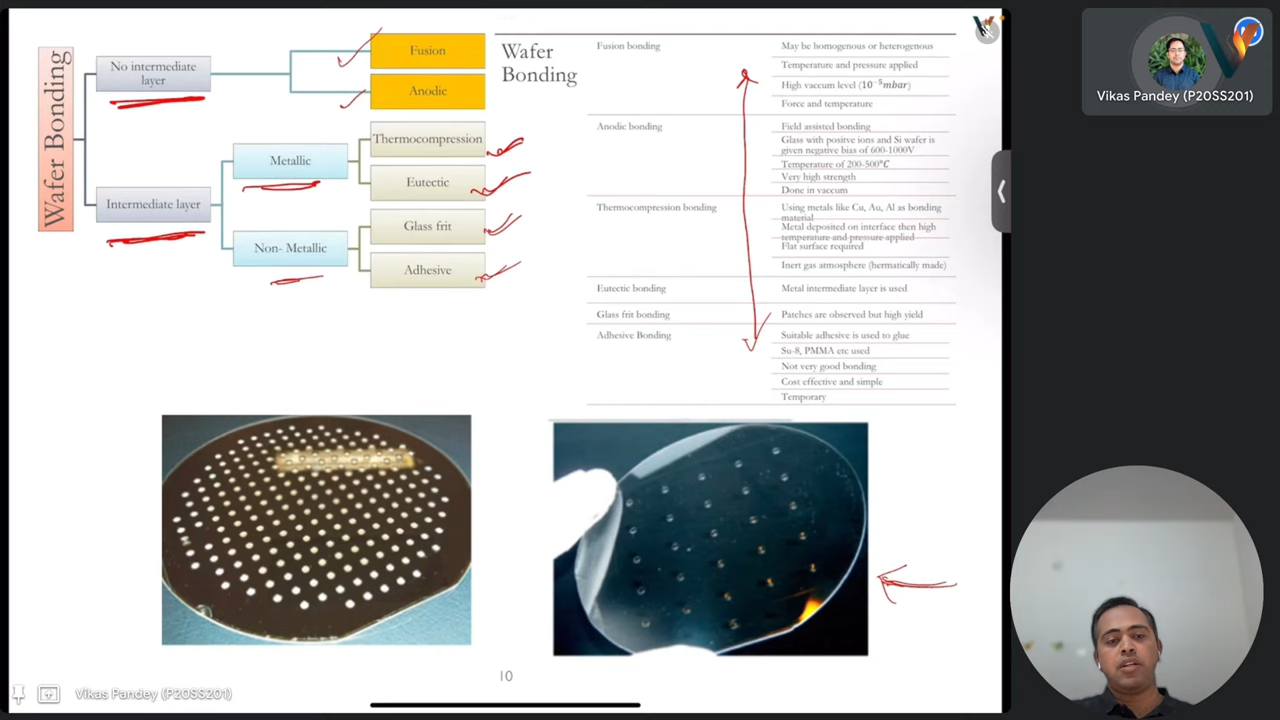 Wafer Bonding
No intermediate
layer
Fusion
Anodic
Intermediate layer
Metallic
Thermocompression
Eutectic
Non- Metallic
Glass frit
Adhesive
Wafer
Bonding
Fusion bonding
May be homogenous or heterogenous
Temperature and pressure applied
High vaccum level (10⁻⁵mbar)
Force and temperature
Anodic bonding
Field assisted bonding
Glass with positve ions and Si wafer is
given negative bias of 600-1000V
Temperature of 200-500℃
Very high strength
Done in vaccum
Thermocompression bonding
Using metals like Cu, Au, Al as bonding
material
Metal deposited on interface then high
temperature and pressure applied
Flat surface required
Inert gas atmosphere (hermatically made)
Eutectic bonding
Metal intermediate layer is used
Glass frit bonding
Patches are observed but high yield
Adhesive Bonding
Suitable adhesive is used to glue
Su-8, PMMA etc used
Not very good bonding
Cost effective and simple
Temporary
10
Vikas Pandey (P20SS201)
Vikas Pandey (P20SS201)